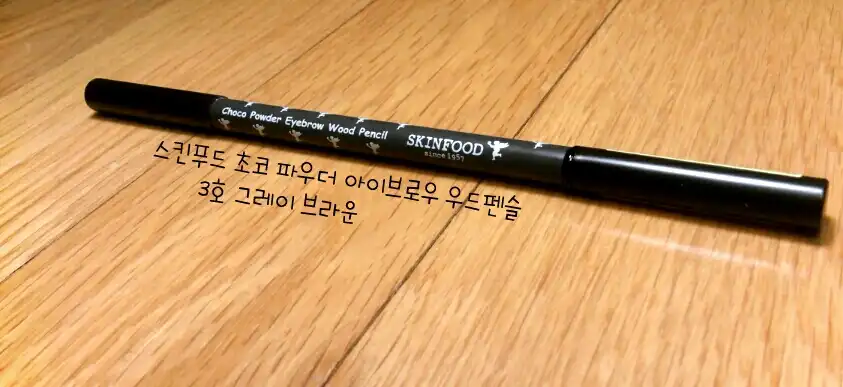 Choco Powder Eyebrow Wood Pencil
SKINFOOD
since 1957
스킨푸드 초코 파우더 아이브로우 우드펜슬
3호 그레이 브라운